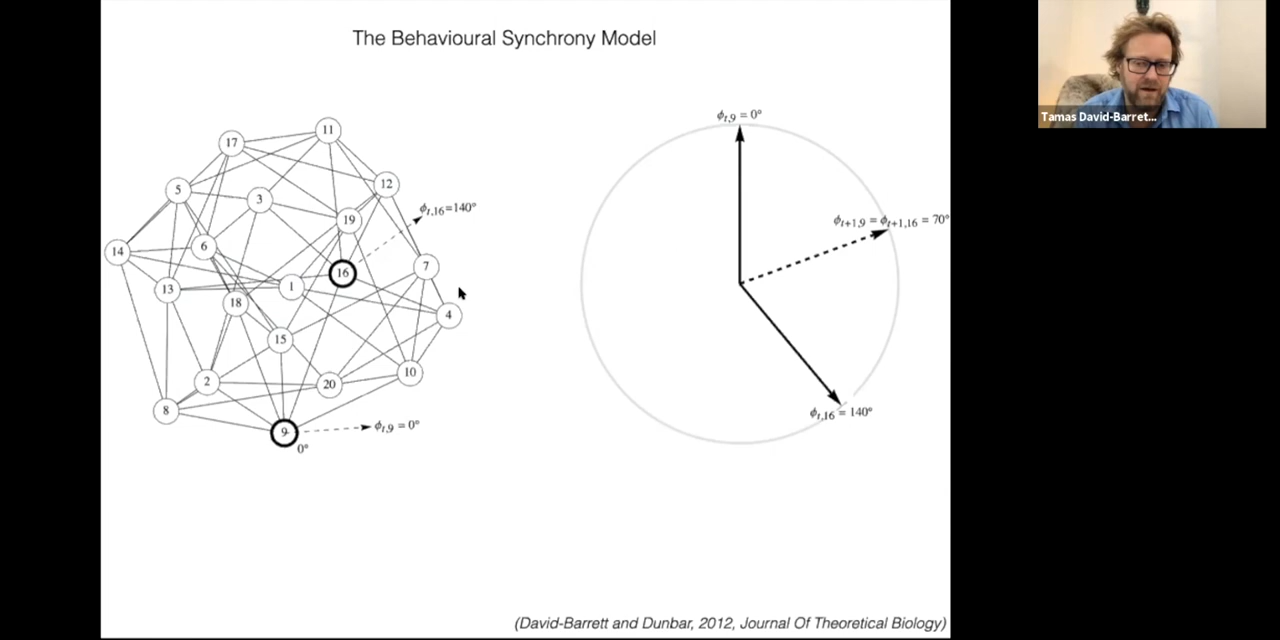 The Behavioural Synchrony Model
Tamas David-Barret...
11
17
12
5
3
ϕt,16=140°
19
6
14
16
7
13
1
18
4
15
10
2
20
8
9
ϕt,9 = 0°
0°
ϕt,9 = 0°
ϕt+1,9 = ϕt+1,16 = 70°
ϕt,16 = 140°
(David-Barrett and Dunbar, 2012, Journal Of Theoretical Biology)